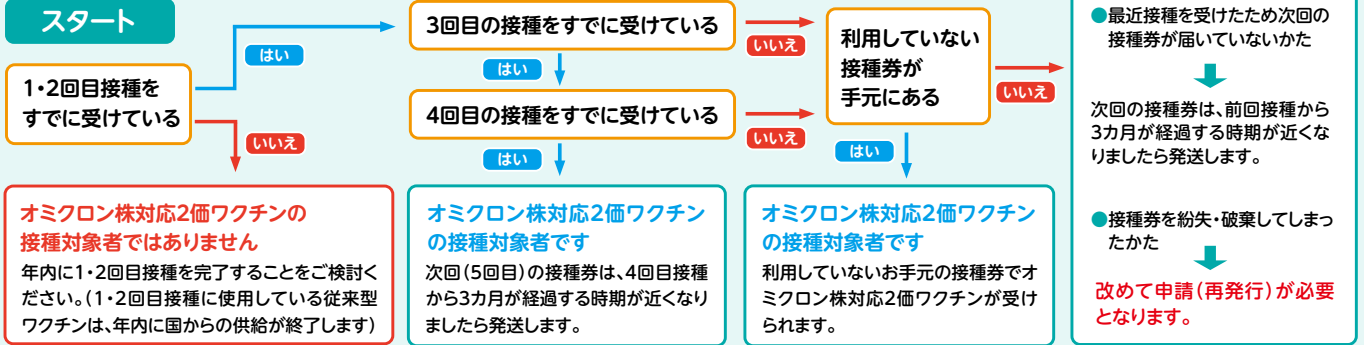 スタート
1・2回目接種を
すでに受けている
はい
いいえ
3回目の接種をすでに受けている
はい
いいえ
4回目の接種をすでに受けている
はい
いいえ
利用していない
接種券が
手元にある
はい
いいえ
オミクロン株対応2価ワクチンの
接種対象者ではありません
年内に1・2回目接種を完了することをご検討く
ださい。(1・2回目接種に使用している従来型
ワクチンは、年内に国からの供給が終了します)
オミクロン株対応2価ワクチン
の接種対象者です
次回(5回目)の接種券は、4回目接種
から3カ月が経過する時期が近くなり
ましたら発送します。
オミクロン株対応2価ワクチン
の接種対象者です
利用していないお手元の接種券でオ
ミクロン株対応2価ワクチンが受け
られます。
●最近接種を受けたため次回の
接種券が届いていないかた
次回の接種券は、前回接種から
3カ月が経過する時期が近くな
りましたら発送します。
●接種券を紛失・破棄してしまっ
たかた
改めて申請(再発行)が必要
となります。